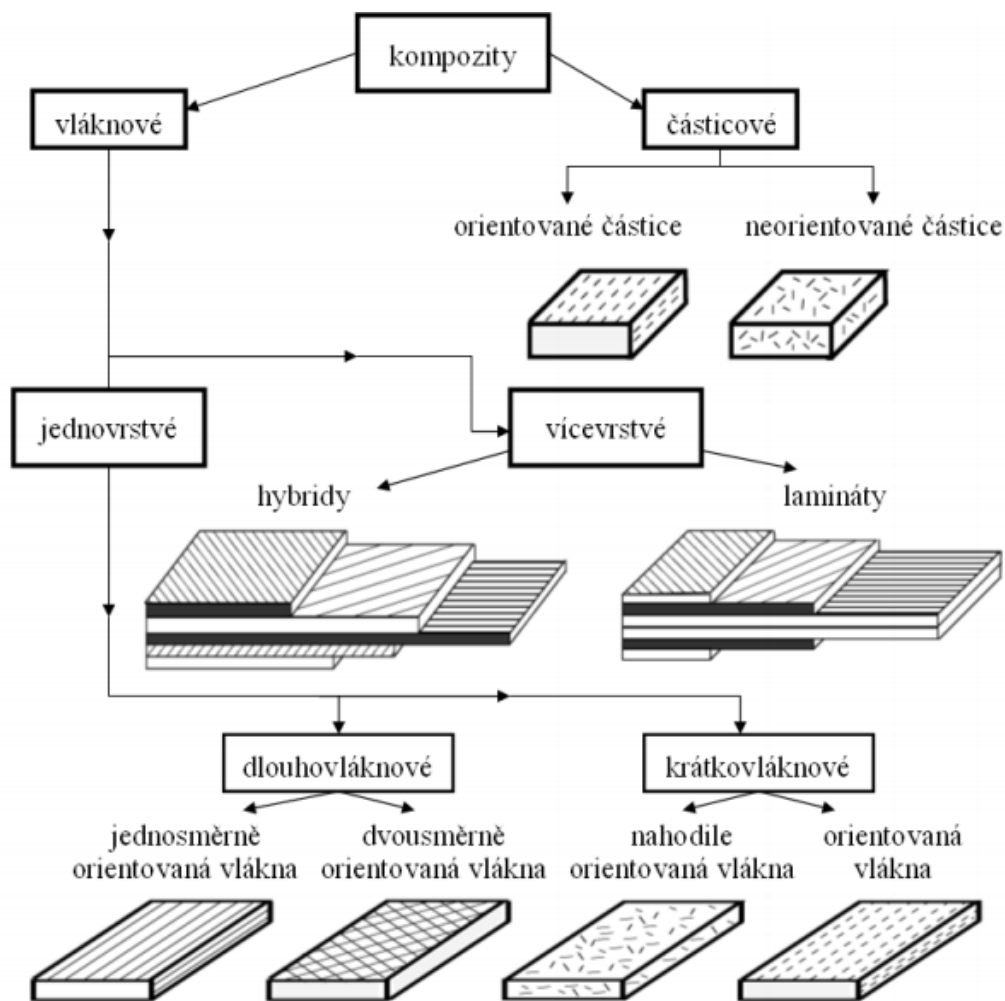 kompozity
vláknové
částicové
orientované částice
neorientované částice
jednovrstvé
vícevrstvé
hybridy
lamináty
dlouhovláknové
krátkovláknové
jednosměrně
orientovaná vlákna
dvousměrně
orientovaná vlákna
nahodile
orientovaná vlákna
orientovaná
vlákna